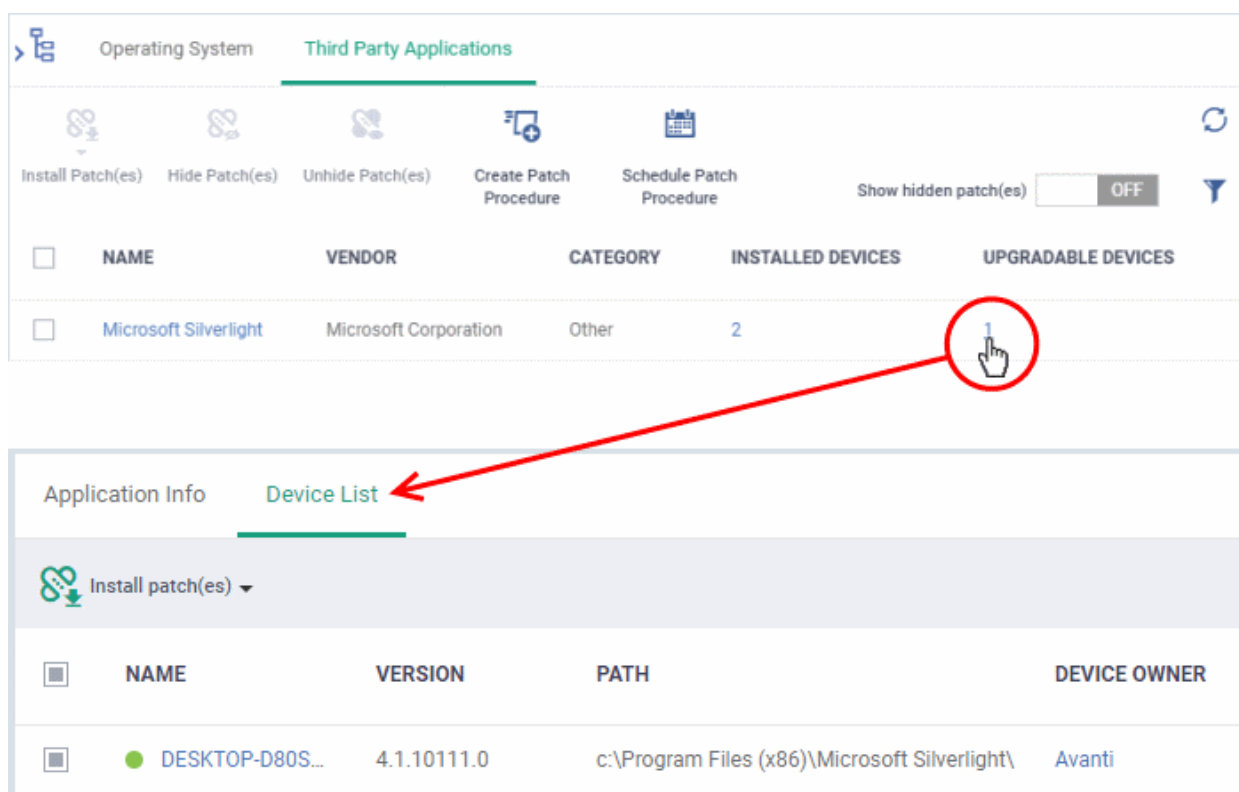 Operating System Third Party Applications
Install Patch(es) Hide Patch(es) Unhide Patch(es) Create Patch Procedure Schedule Patch Procedure
Show hidden patch(es) OFF
NAME VENDOR CATEGORY INSTALLED DEVICES UPGRADABLE DEVICES
Microsoft Silverlight Microsoft Corporation Other 2 1
Application Info Device List
Install patch(es)
NAME VERSION PATH DEVICE OWNER
DESKTOP-D80S... 4.1.10111.0 c:\Program Files (x86)\Microsoft Silverlight\ Avanti